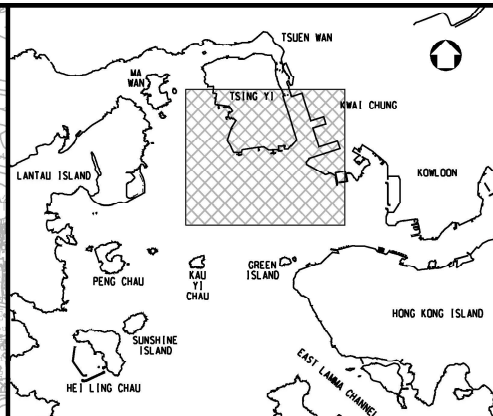 TSUEN WAN
MA
WAN
TSING YI
KWAI CHUNG
LANTAU ISLAND
KOWLOON
PENG CHAU
KAU
YI
CHAU
GREEN
ISLAND
HONG KONG ISLAND
SUNSHINE
ISLAND
EAST LAMMA CHANNEL
HEI LING CHAU